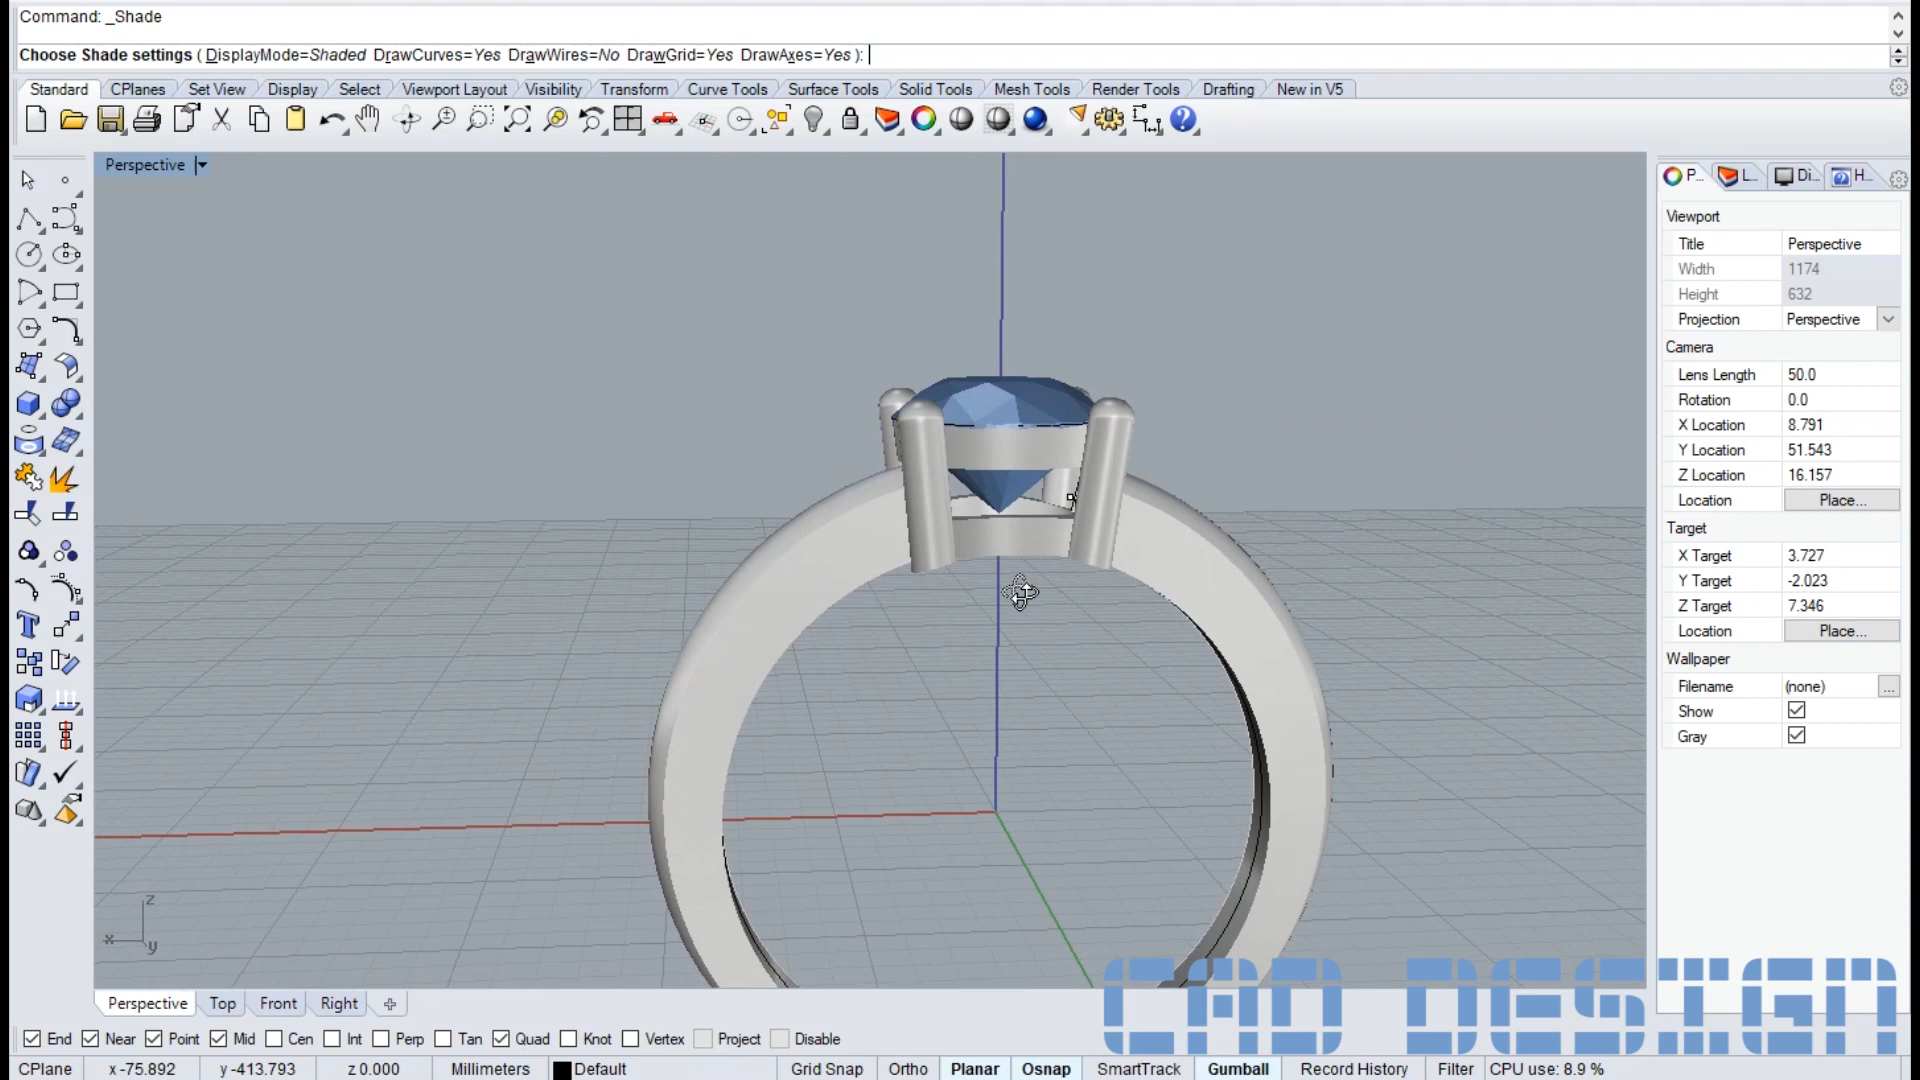 Command: _Shade
Choose Shade settings ( DisplayMode=Shaded DrawCurves=Yes DrawWires=No DrawGrid=Yes DrawAxes=Yes ):
Standard CPlanes Set View Display Select Viewport Layout Visibility Transform Curve Tools Surface Tools Solid Tools Mesh Tools Render Tools Drafting New in V5
Perspective
P... L... Di... H...
Viewport
Title Perspective
Width 1174
Height 632
Projection Perspective
Camera
Lens Length 50.0
Rotation 0.0
X Location 8.791
Y Location 51.543
Z Location 16.157
Location Place...
Target
X Target 3.727
Y Target -2.023
Z Target 7.346
Location Place...
Wallpaper
Filename (none) ...
Show
Gray
z
x
y
CAD DESIGN
Perspective Top Front Right
End Near Point Mid Cen Int Perp Tan Quad Knot Vertex Project Disable
CPlane x -75.892 y -413.793 z 0.000 Millimeters Default Grid Snap Ortho Planar Osnap SmartTrack Gumball Record History Filter CPU use: 8.9 %